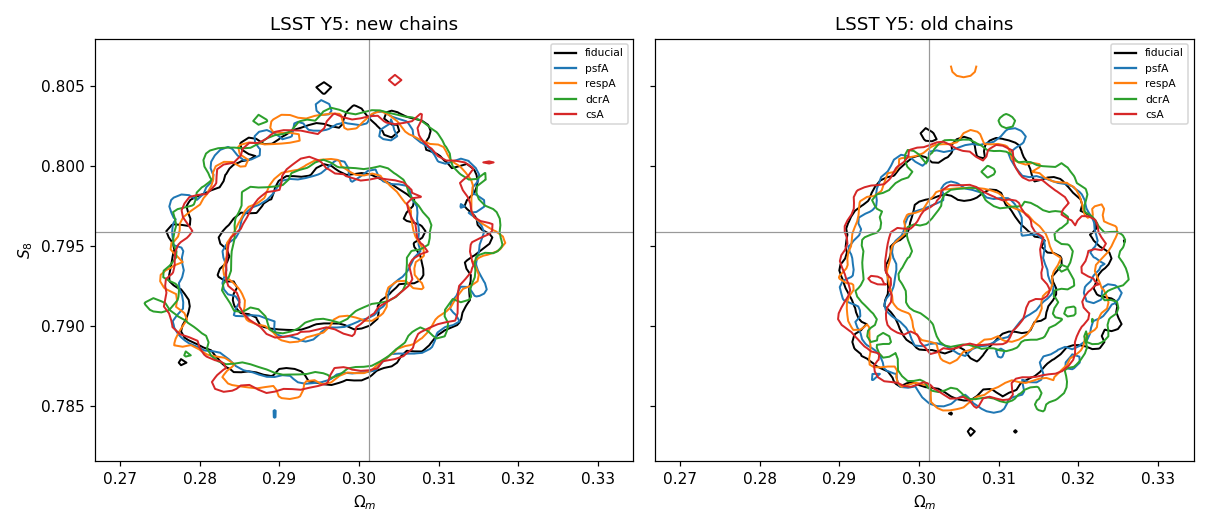 LSST Y5: new chains
LSST Y5: old chains
fiducial
psfA
respA
dcrA
csA
fiducial
psfA
respA
dcrA
csA
0.805
0.800
0.795
0.790
0.785
S₈
0.27 0.28 0.29 0.30 0.31 0.32 0.33
0.27 0.28 0.29 0.30 0.31 0.32 0.33
Ωₘ
Ωₘ